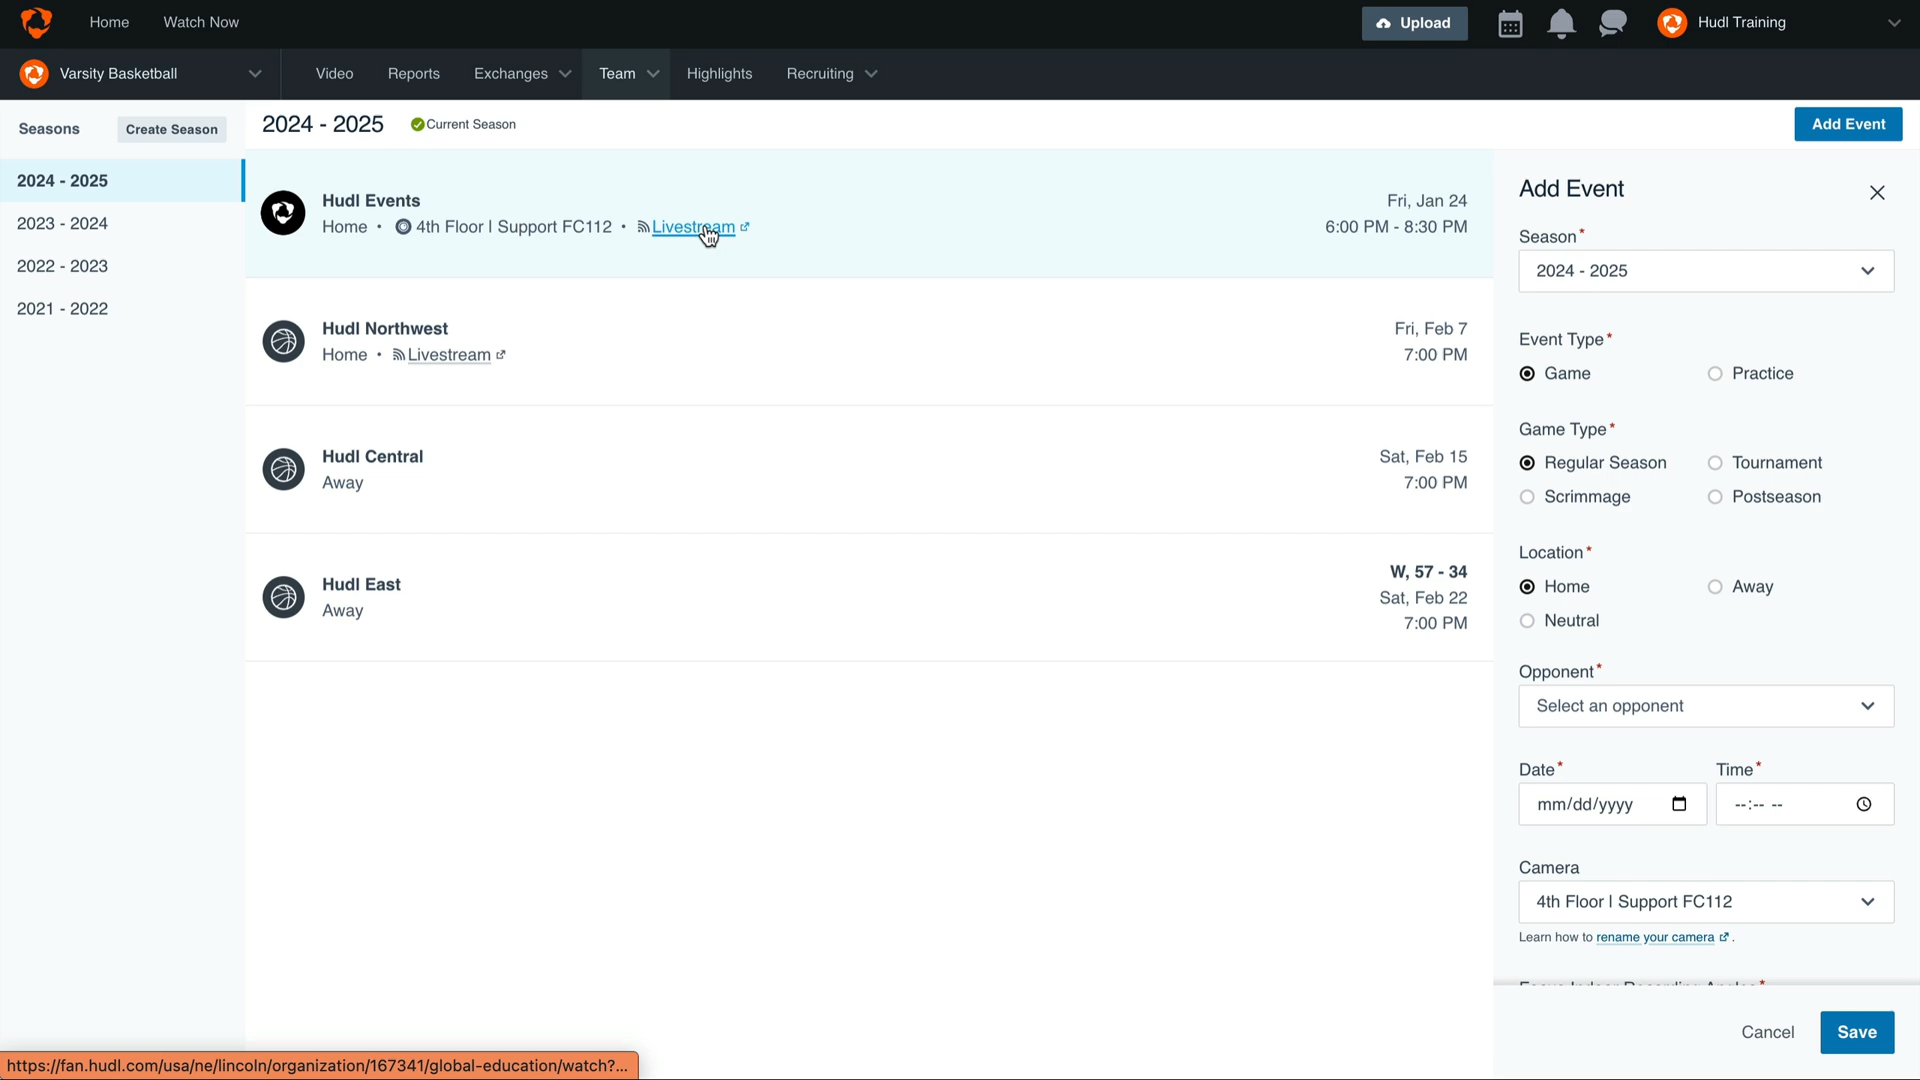 Home Watch Now Upload Hudl Training
Varsity Basketball Video Reports Exchanges Team Highlights Recruiting
Seasons Create Season
2024 - 2025
2023 - 2024
2022 - 2023
2021 - 2022
2024 - 2025 Current Season Add Event
Hudl Events Fri, Jan 24
Home • 4th Floor | Support FC112 • Livestream 6:00 PM - 8:30 PM
Hudl Northwest Fri, Feb 7
Home • Livestream 7:00 PM
Hudl Central Sat, Feb 15
Away 7:00 PM
Hudl East W, 57 - 34
Away Sat, Feb 22
7:00 PM
Add Event
Season*
2024 - 2025
Event Type*
Game Practice
Game Type*
Regular Season Tournament
Scrimmage Postseason
Location*
Home Away
Neutral
Opponent*
Select an opponent
Date* Time*
mm/dd/yyyy --:-- --
Camera
4th Floor | Support FC112
Learn how to rename your camera .
Cancel Save
https://fan.hudl.com/usa/ne/lincoln/organization/167341/global-education/watch?...